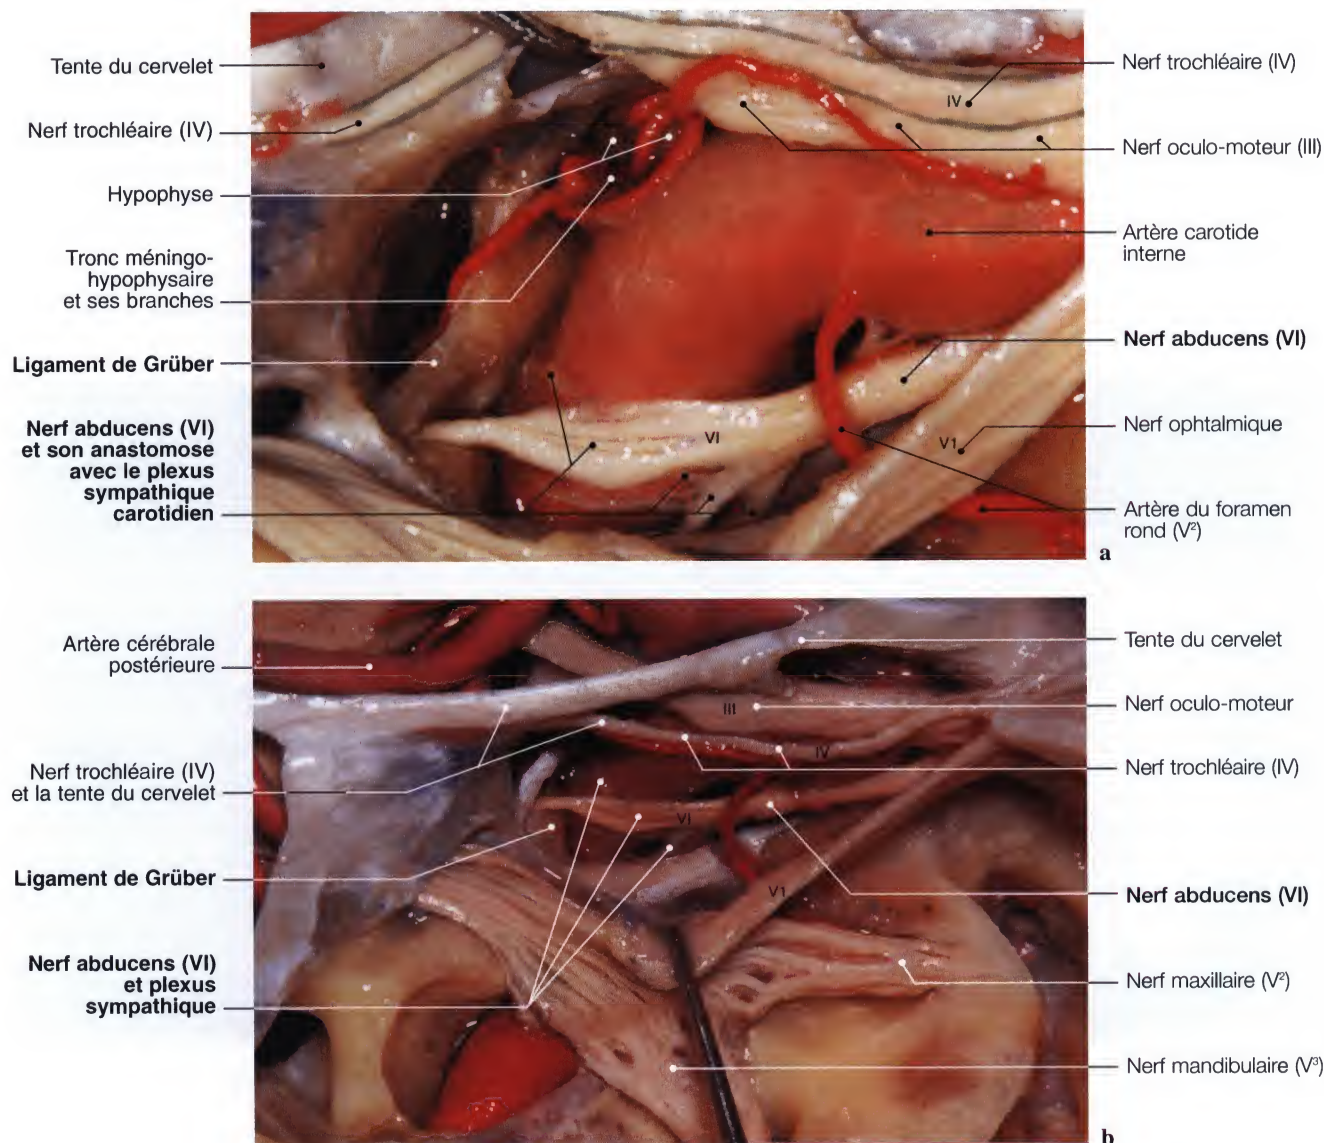 Tente du cervelet
Nerf trochléaire (IV)
Hypophyse
Tronc méningo-
hypophysaire
et ses branches
Ligament de Grüber
Nerf abducens (VI)
et son anastomose
avec le plexus
sympathique
carotidien
IV
VI
V1
Nerf trochléaire (IV)
Nerf oculo-moteur (III)
Artère carotide
interne
Nerf abducens (VI)
Nerf ophtalmique
Artère du foramen
rond (V²)
a
Artère cérébrale
postérieure
Nerf trochléaire (IV)
et la tente du cervelet
Ligament de Grüber
Nerf abducens (VI)
et plexus
sympathique
III
IV
VI
V1
Tente du cervelet
Nerf oculo-moteur
Nerf trochléaire (IV)
Nerf abducens (VI)
Nerf maxillaire (V²)
Nerf mandibulaire (V³)
b